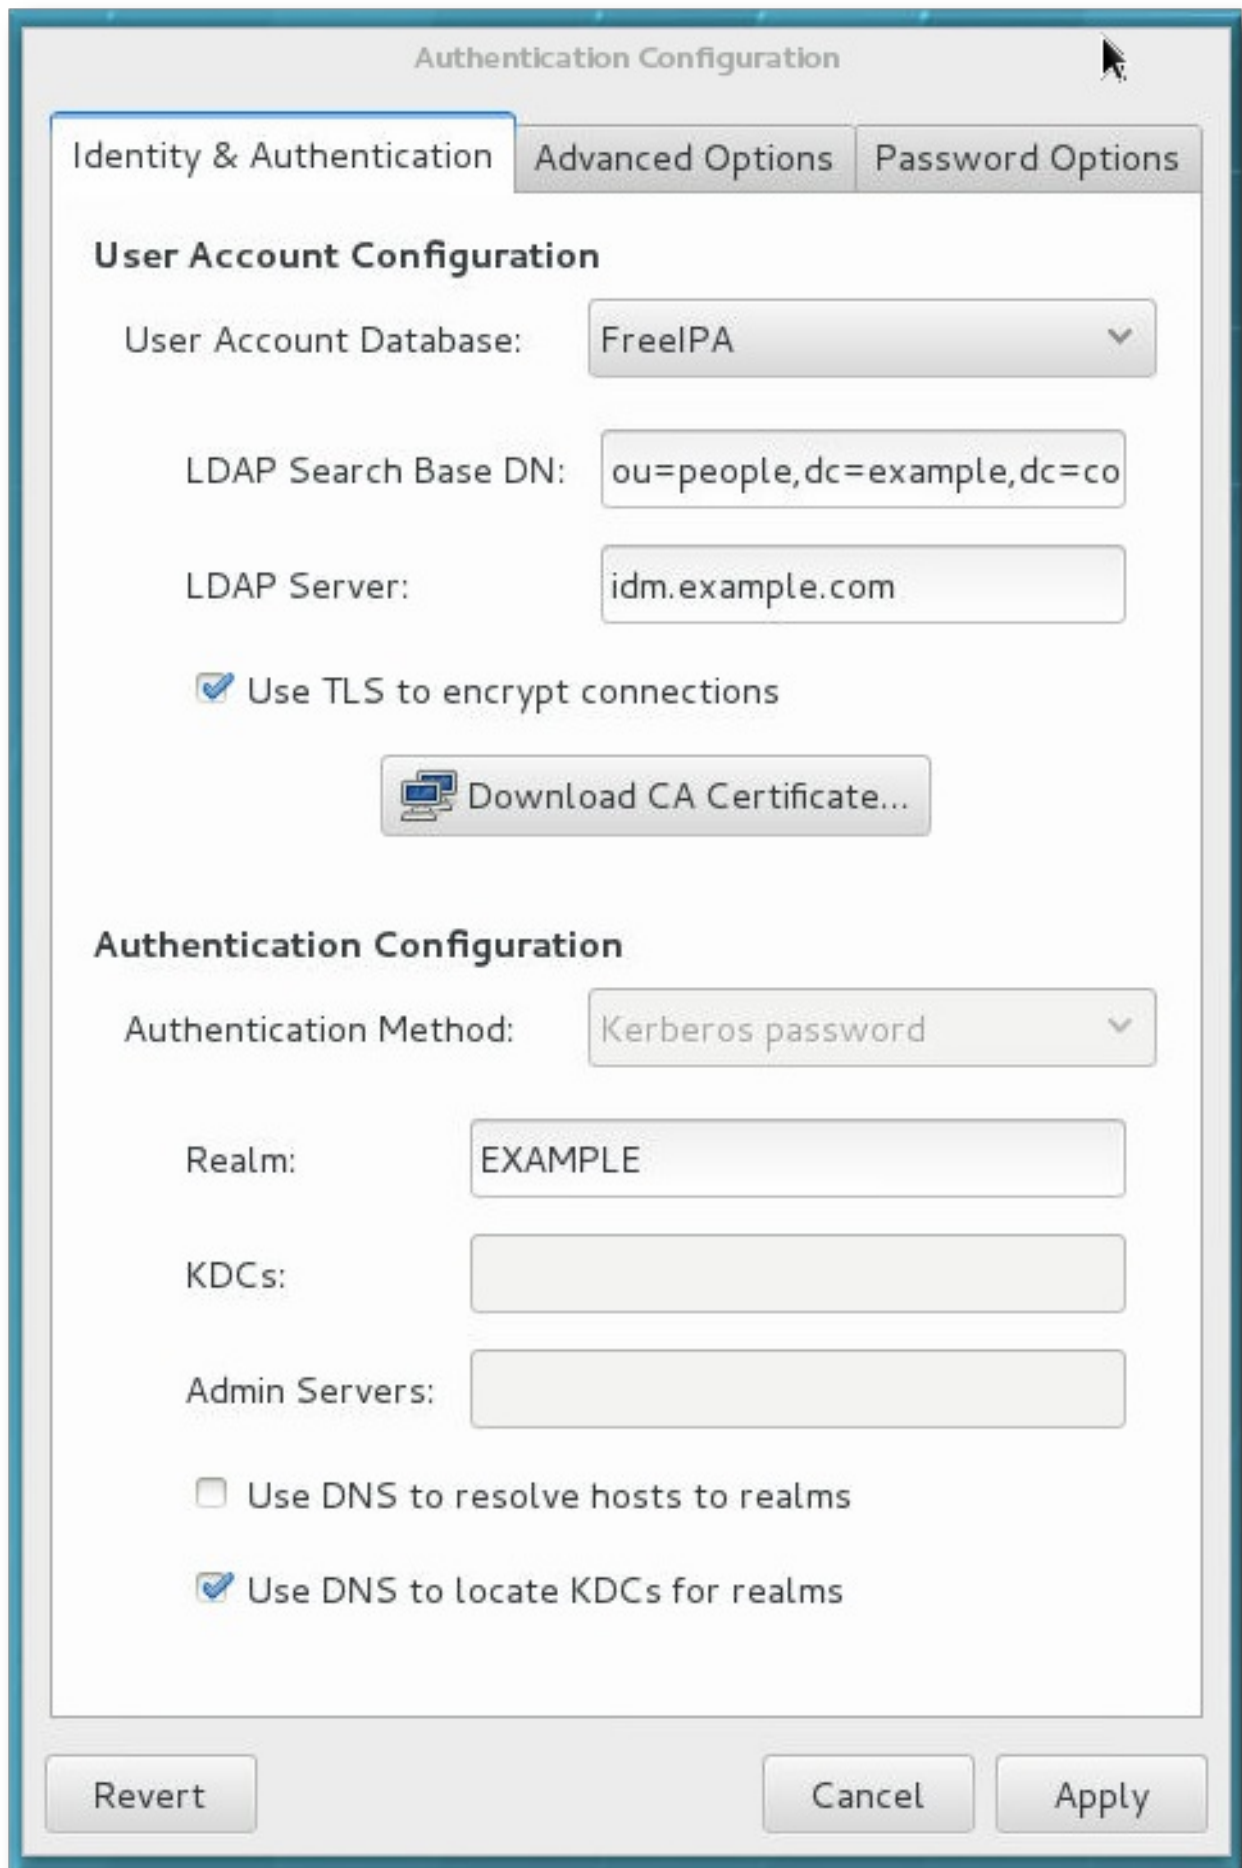 Authentication Configuration
Identity & Authentication
Advanced Options
Password Options
User Account Configuration
User Account Database: FreeIPA
LDAP Search Base DN: ou=people,dc=example,dc=co
LDAP Server: idm.example.com
Use TLS to encrypt connections
Download CA Certificate...
Authentication Configuration
Authentication Method: Kerberos password
Realm: EXAMPLE
KDCs:
Admin Servers:
Use DNS to resolve hosts to realms
Use DNS to locate KDCs for realms
Revert
Cancel
Apply